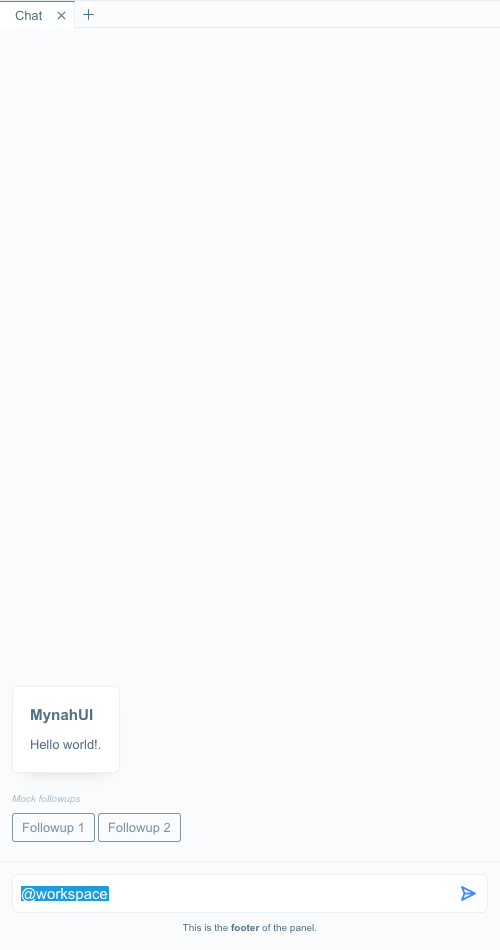 Chat
MynahUI
Hello world!.
Mock followups
Followup 1 Followup 2
@workspace
This is the footer of the panel.